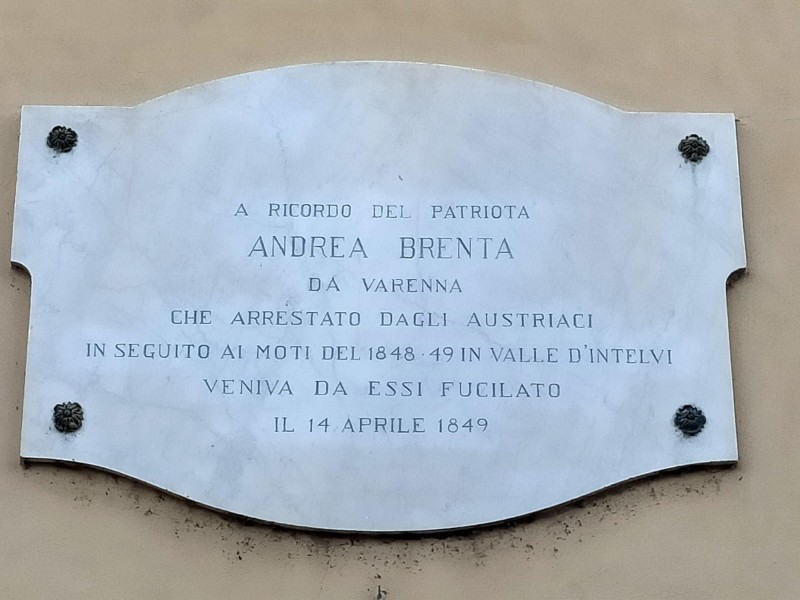 A RICORDO DEL PATRIOTA
ANDREA BRENTA
DA VARENNA
CHE ARRESTATO DAGLI AUSTRIACI
IN SEGUITO AI MOTI DEL 1848-49 IN VALLE D'INTELVI
VENIVA DA ESSI FUCILATO
IL 14 APRILE 1849